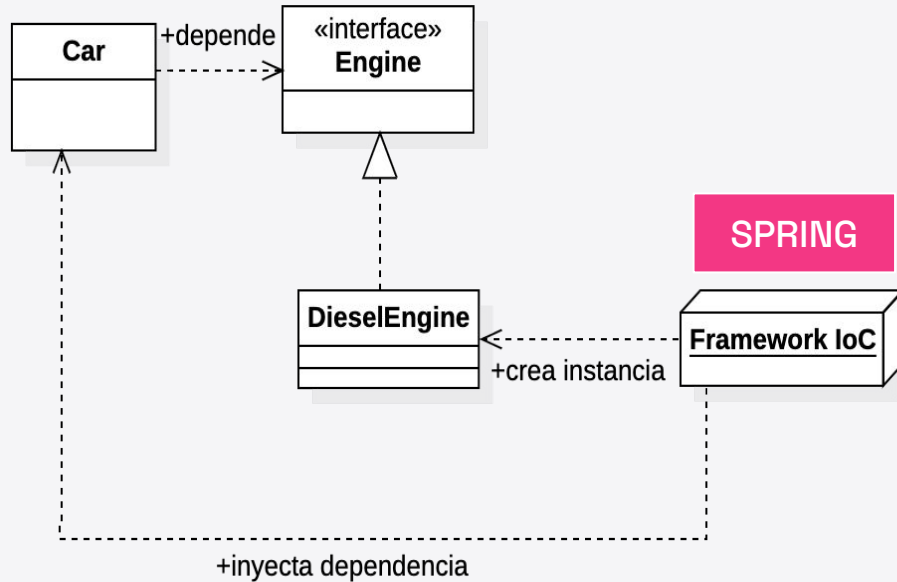 Car
+depende
«interface»
Engine
SPRING
DieselEngine
Framework IoC
+crea instancia
+inyecta dependencia